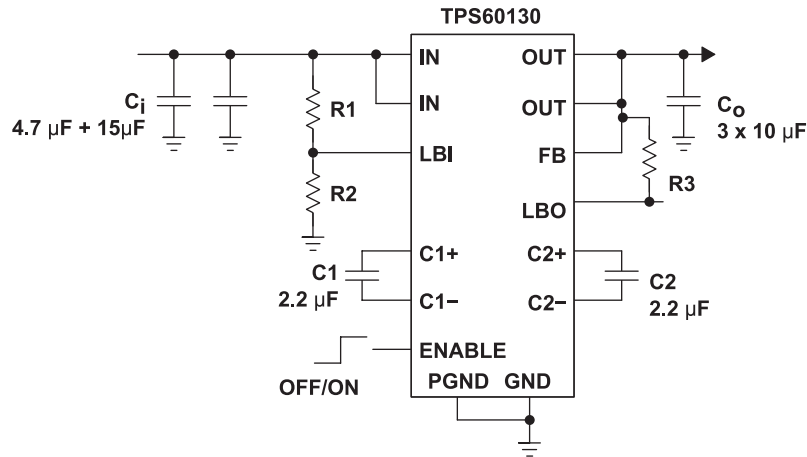 TPS60130
IN
OUT
Ci
4.7 μF + 15μF
R1
IN
OUT
Co
3 x 10 μF
LBI
FB
R2
R3
LBO
C1
2.2 μF
C1+
C2+
C2
2.2 μF
C1−
C2−
ENABLE
OFF/ON
PGND
GND